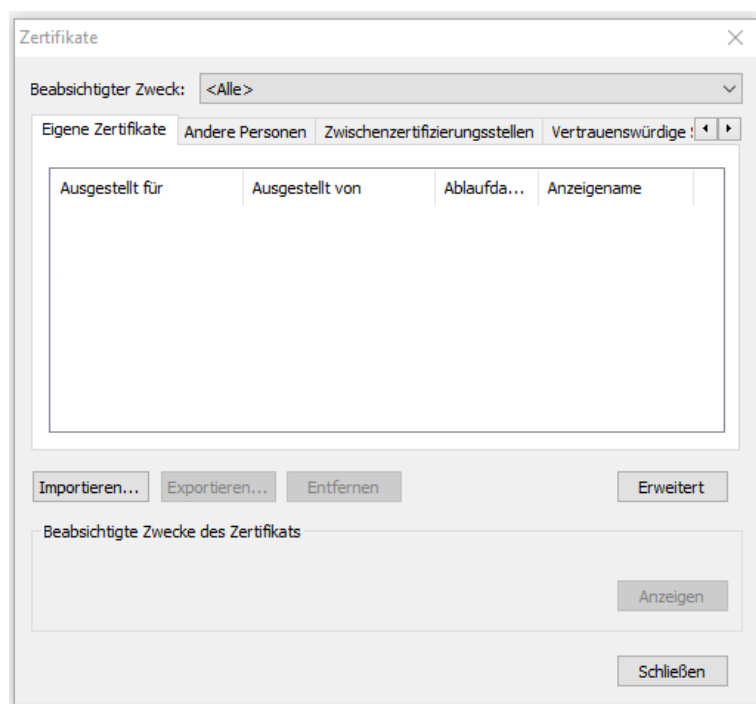 Zertifikate
Beabsichtigter Zweck: <Alle>
Eigene Zertifikate Andere Personen Zwischenzertifizierungsstellen Vertrauenswürdige
Ausgestellt für Ausgestellt von Ablaufda... Anzeigename
Importieren... Exportieren... Entfernen Erweitert
Beabsichtigte Zwecke des Zertifikats
Anzeigen
Schließen